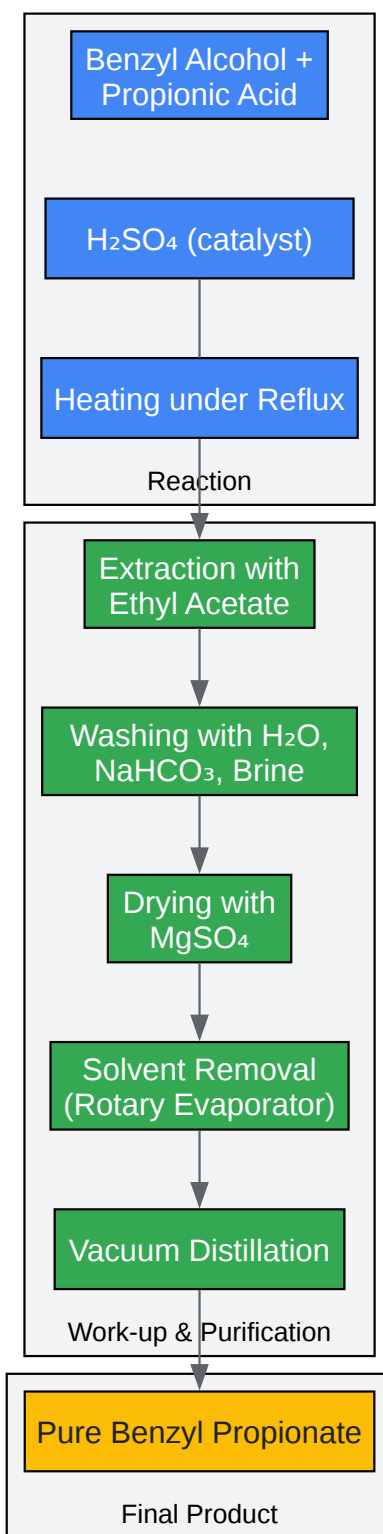 Benzyl Alcohol +
Propionic Acid
H₂SO₄ (catalyst)
Heating under Reflux
Reaction
Extraction with
Ethyl Acetate
Washing with H₂O,
NaHCO₃, Brine
Drying with
MgSO₄
Solvent Removal
(Rotary Evaporator)
Vacuum Distillation
Work-up & Purification
Pure Benzyl Propionate
Final Product